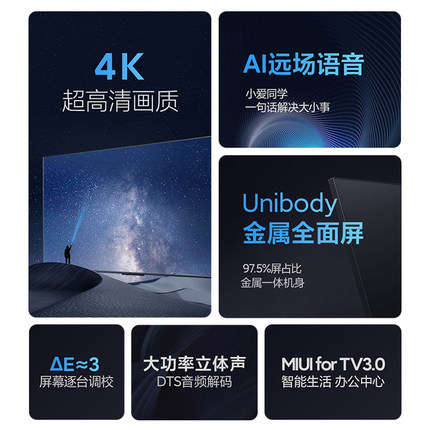 4K
超高清画质
AI远场语音
小爱同学
一句话解决大小事
Unibody
金属全面屏
97.5%屏占比
金属一体机身
ΔE≈3
屏幕逐台调校
大功率立体声
DTS音频解码
MIUI for TV3.0
智能生活 办公中心